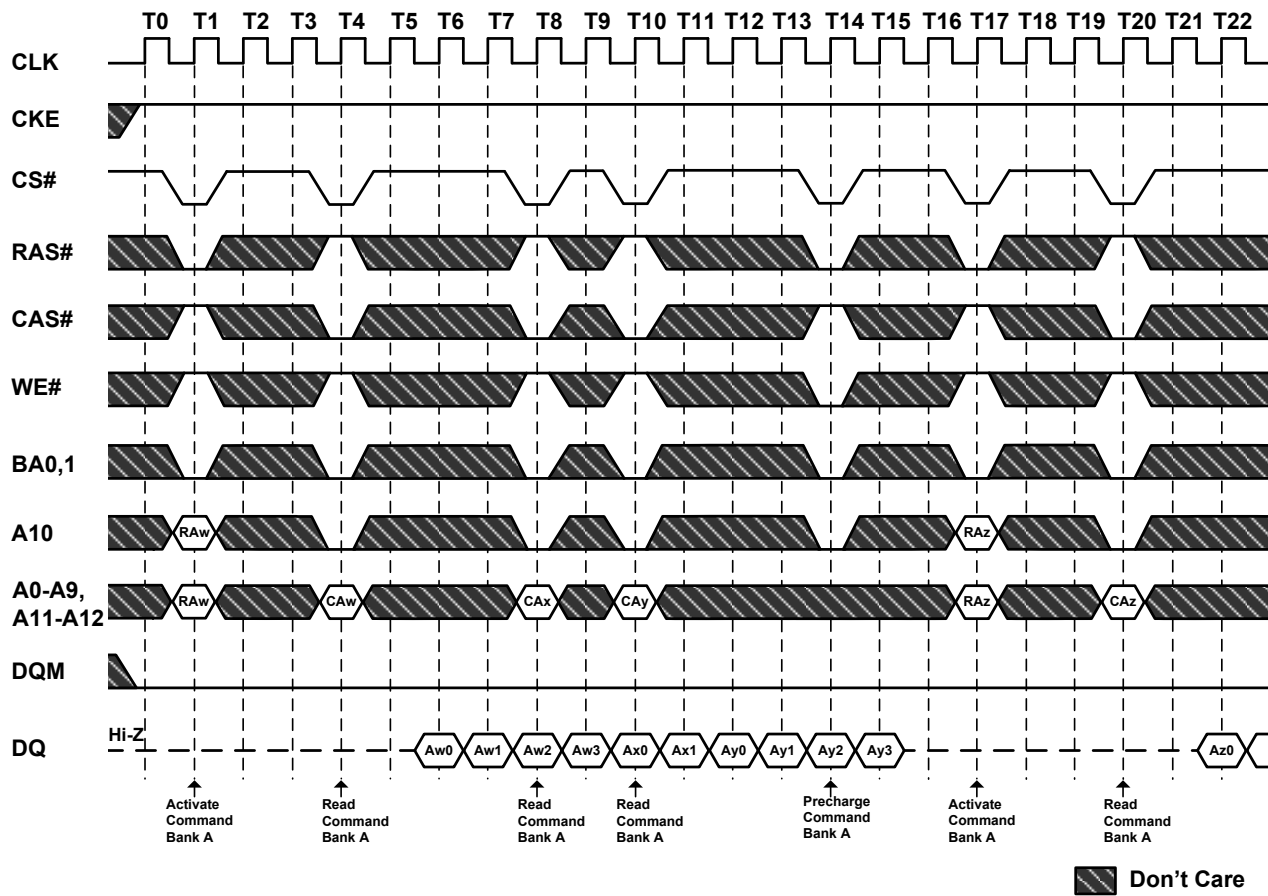 T0 T1 T2 T3 T4 T5 T6 T7 T8 T9 T10 T11 T12 T13 T14 T15 T16 T17 T18 T19 T20 T21 T22
CLK
CKE
CS#
RAS#
CAS#
WE#
BA0,1
A10 RAw RAz
A0-A9,
A11-A12
RAw CAw CAx CAy RAz CAz
DQM
DQ Hi-Z Aw0 Aw1 Aw2 Aw3 Ax0 Ax1 Ay0 Ay1 Ay2 Ay3 Az0
Activate
Command
Bank A
Read
Command
Bank A
Read
Command
Bank A
Read
Command
Bank A
Precharge
Command
Bank A
Activate
Command
Bank A
Read
Command
Bank A
Don't Care